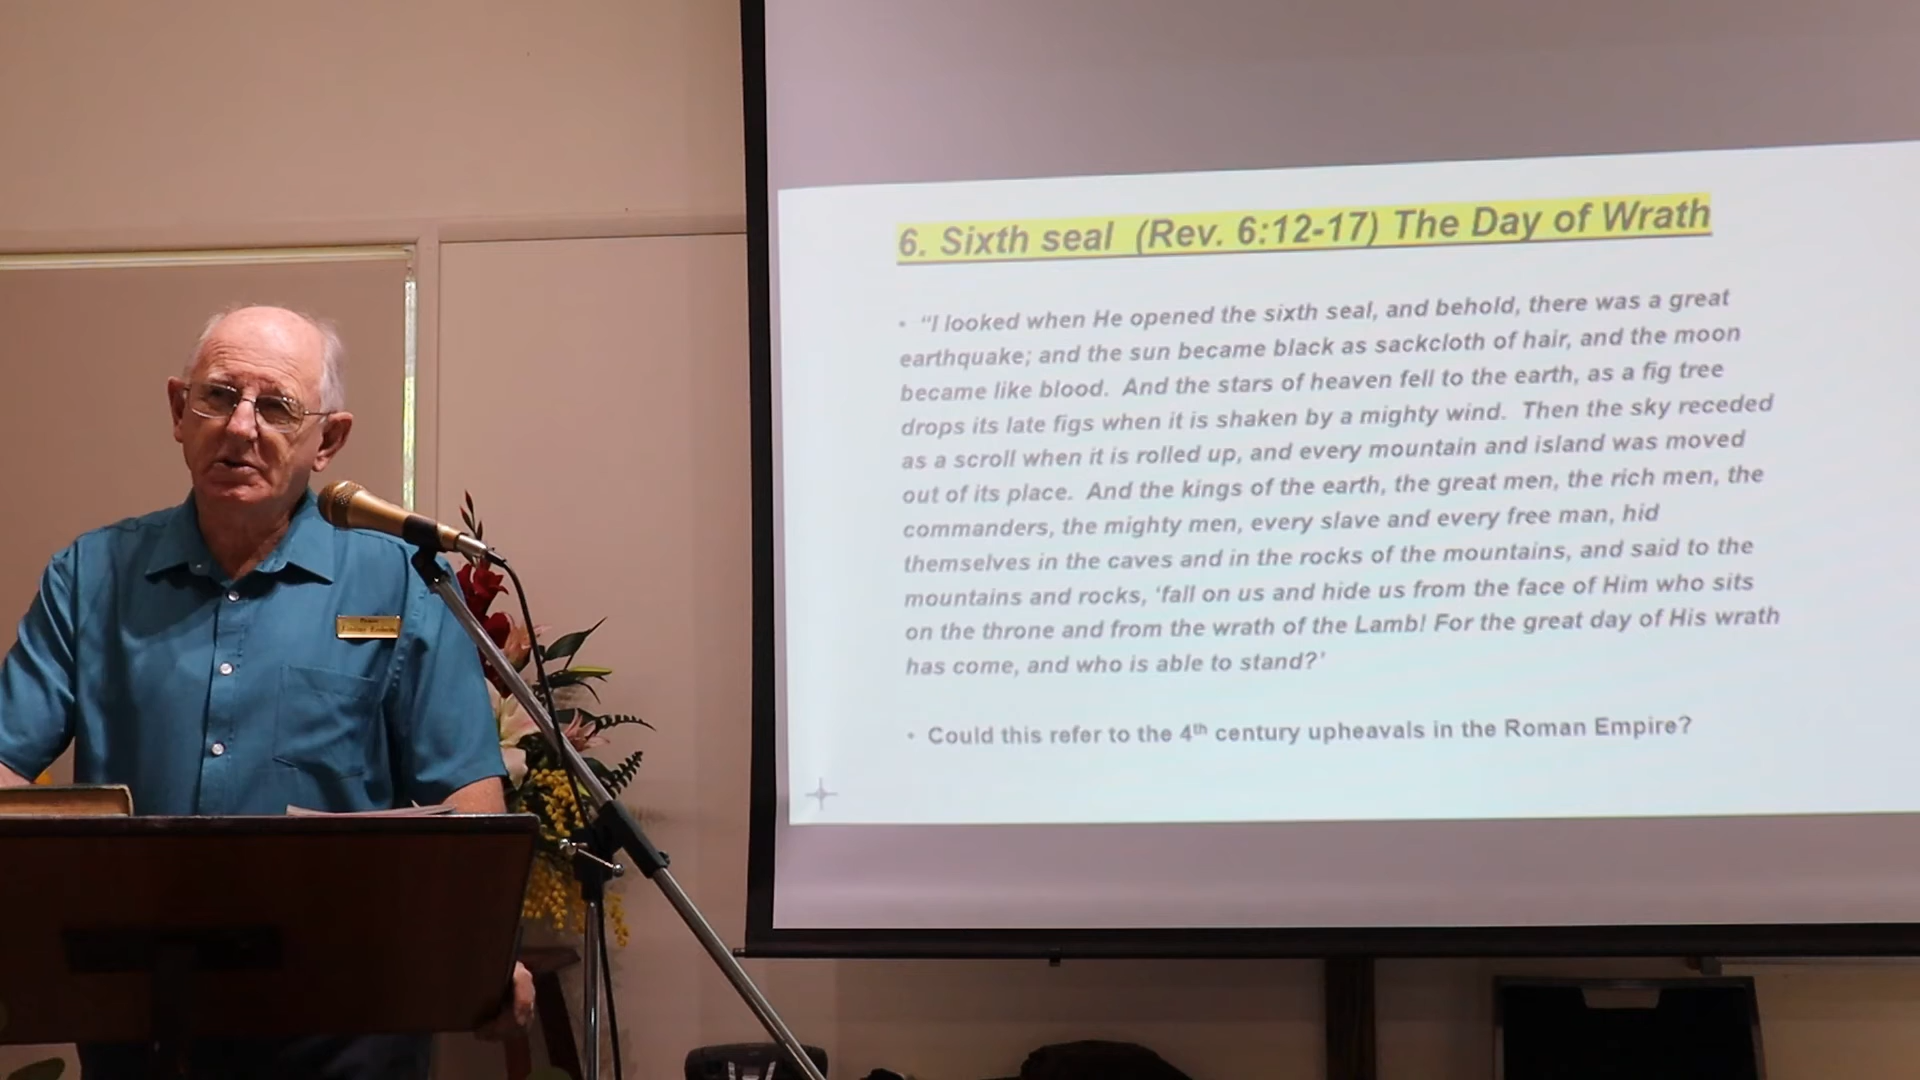 6. Sixth seal (Rev. 6:12-17) The Day of Wrath
• “I looked when He opened the sixth seal, and behold, there was a great
earthquake; and the sun became black as sackcloth of hair, and the moon
became like blood. And the stars of heaven fell to the earth, as a fig tree
drops its late figs when it is shaken by a mighty wind. Then the sky receded
as a scroll when it is rolled up, and every mountain and island was moved
out of its place. And the kings of the earth, the great men, the rich men, the
commanders, the mighty men, every slave and every free man, hid
themselves in the caves and in the rocks of the mountains, and said to the
mountains and rocks, ‘fall on us and hide us from the face of Him who sits
on the throne and from the wrath of the Lamb! For the great day of His wrath
has come, and who is able to stand?’
• Could this refer to the 4th century upheavals in the Roman Empire?